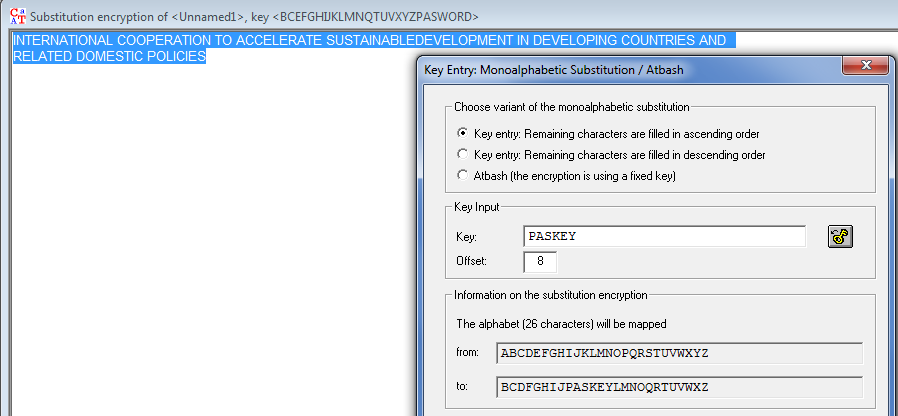 Substitution encryption of <Unnamed1>, key <BCEFGHIJKLMNQTUVXYZPASWORD>
INTERNATIONAL COOPERATION TO ACCELERATE SUSTAINABLEDEVELOPMENT IN DEVELOPING COUNTRIES AND
RELATED DOMESTIC POLICIES
Key Entry: Monoalphabetic Substitution / Atbash
Choose variant of the monoalphabetic substitution
Key entry: Remaining characters are filled in ascending order
Key entry: Remaining characters are filled in descending order
Atbash (the encryption is using a fixed key)
Key Input
Key: PASKEY
Offset: 8
Information on the substitution encryption
The alphabet (26 characters) will be mapped
from: ABCDEFGHIJKLMNOPQRSTUVWXYZ
to: BCDFGHIJPASKEYLMNOQRTUVWXZ